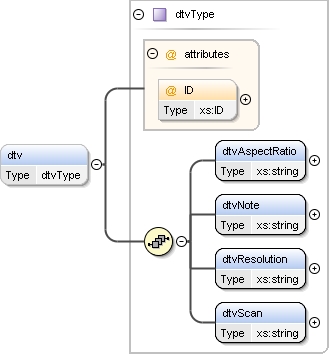 dtvType
@ attributes
@ ID
Type xs:ID
dtv
Type dtvType
dtvAspectRatio
Type xs:string
dtvNote
Type xs:string
dtvResolution
Type xs:string
dtvScan
Type xs:string